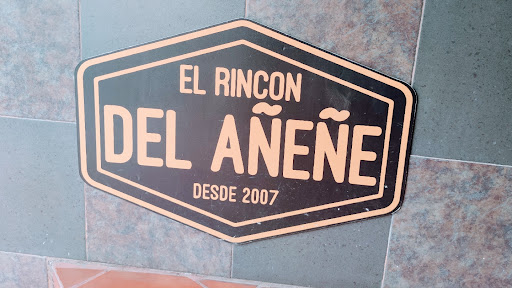 EL RINCON
DEL AÑEÑE
DESDE 2007